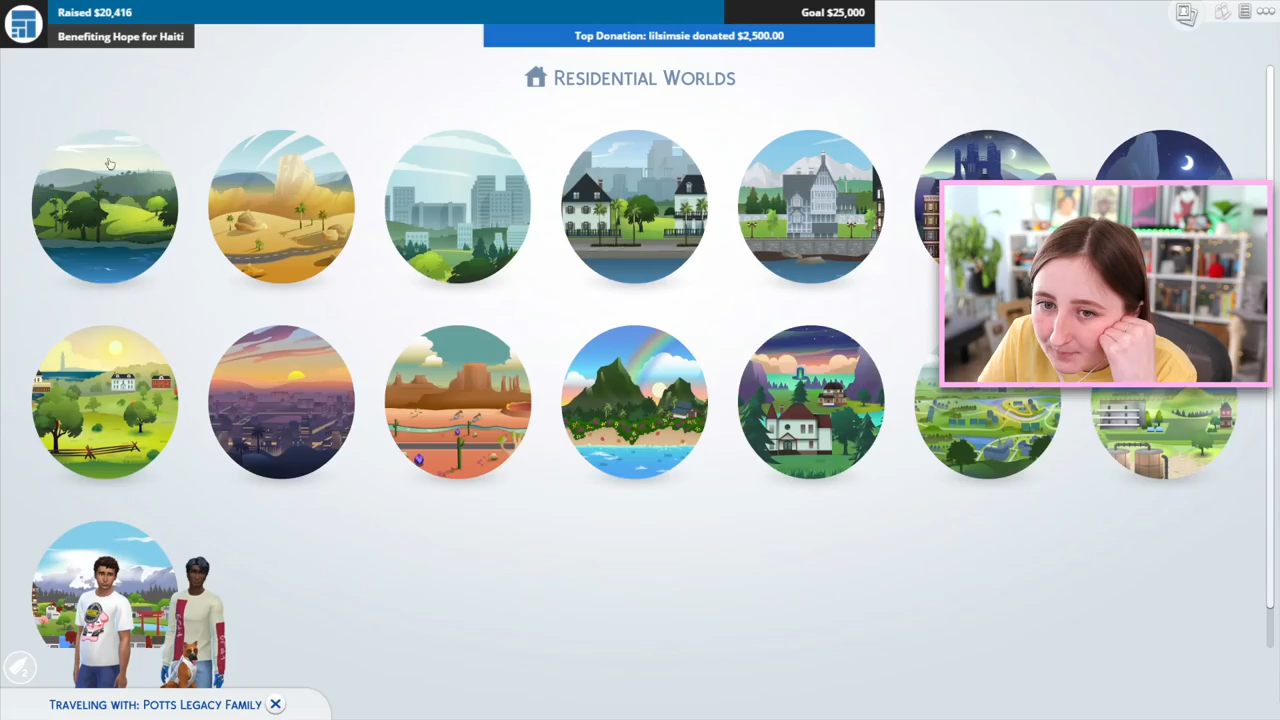 Raised $20,416
Goal $25,000
Benefiting Hope for Haiti
Top Donation: lilsimsie donated $2,500.00
RESIDENTIAL WORLDS
2
TRAVELING WITH: POTTS LEGACY FAMILY